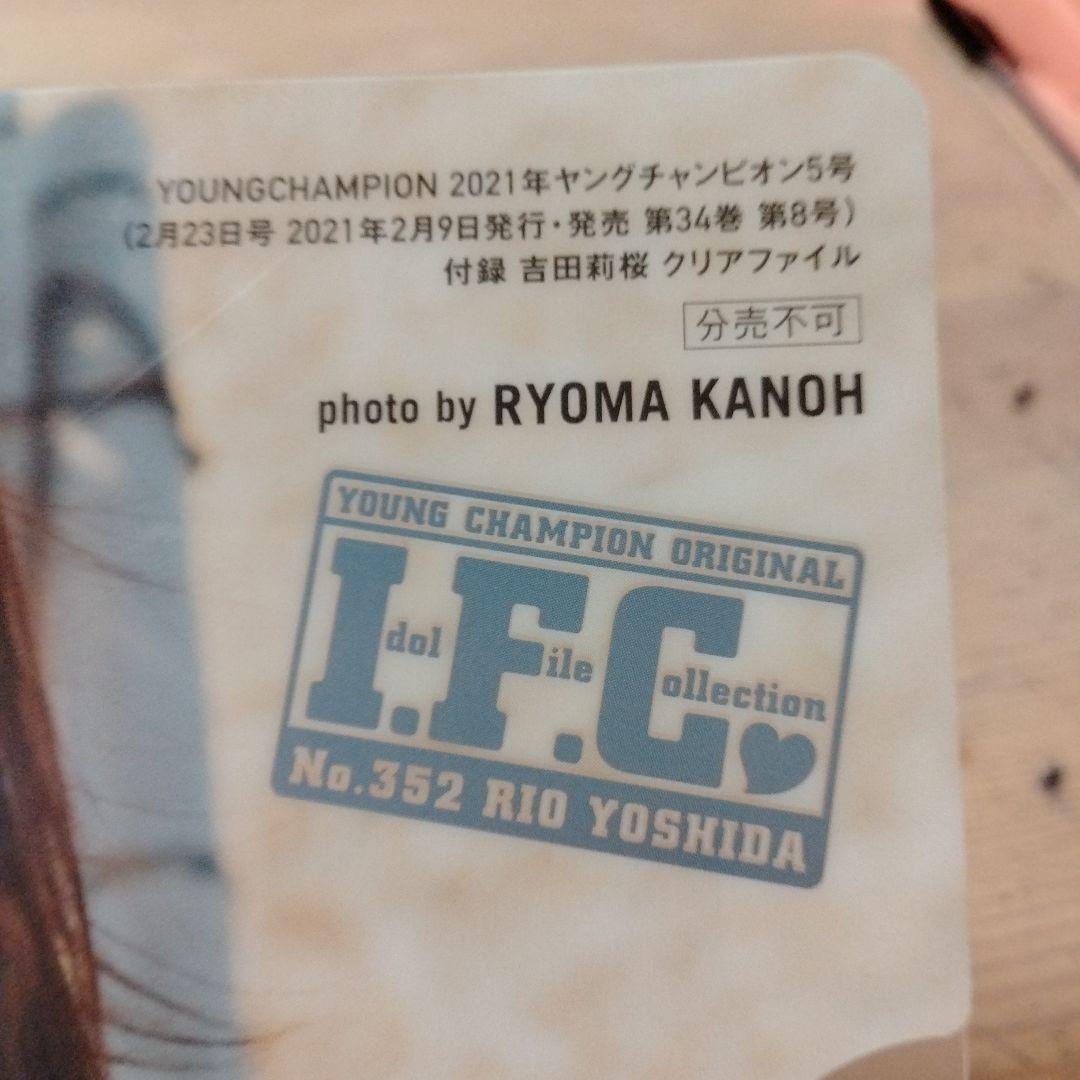 YOUNGCHAMPION 2021年ヤングチャンピオン5号
(2月23日号 2021年2月9日発行・発売 第34巻 第8号)
付録 吉田莉桜 クリアファイル
分売不可
photo by RYOMA KANOH
YOUNG CHAMPION ORIGINAL
Idol File Collection
No.352 RIO YOSHIDA